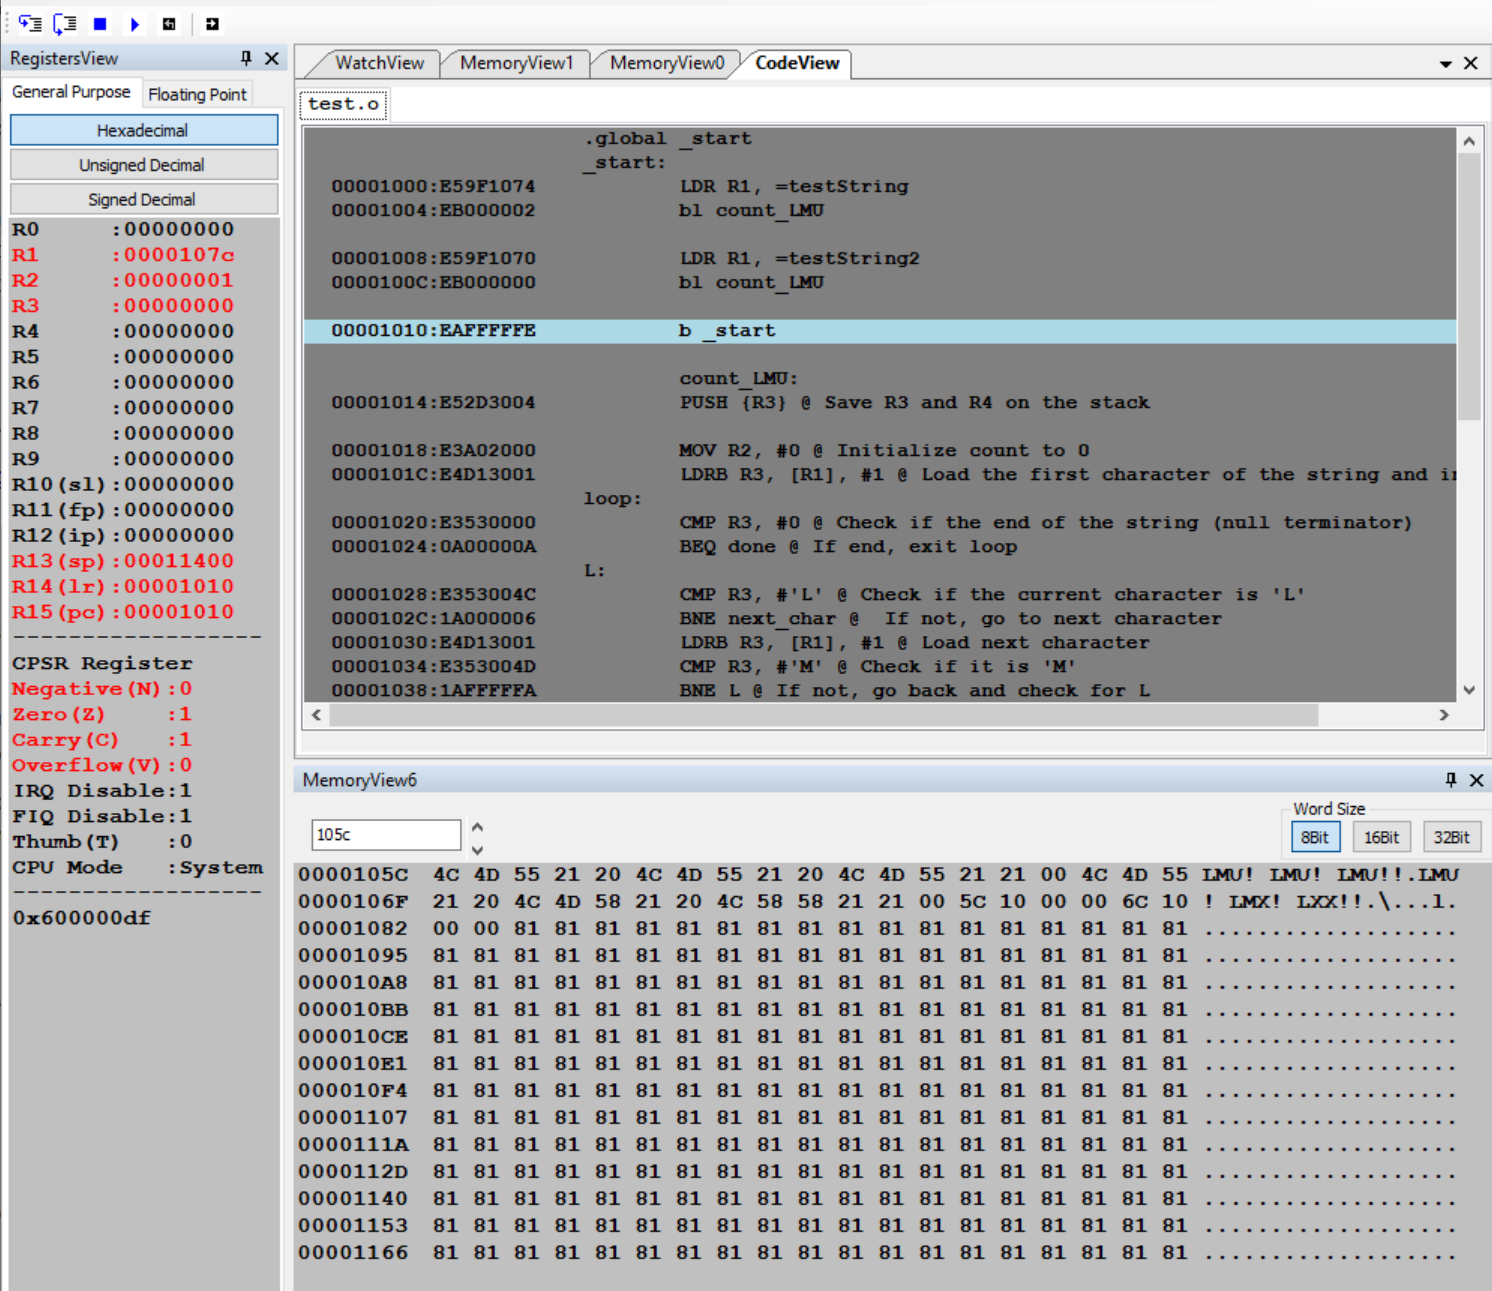 RegistersView
General Purpose Floating Point
Hexadecimal
Unsigned Decimal
Signed Decimal
R0 :00000000
R1 :0000107c
R2 :00000001
R3 :00000000
R4 :00000000
R5 :00000000
R6 :00000000
R7 :00000000
R8 :00000000
R9 :00000000
R10(sl):00000000
R11(fp):00000000
R12(ip):00000000
R13(sp):00011400
R14(lr):00001010
R15(pc):00001010
-------------------
CPSR Register
Negative(N):0
Zero(Z) :1
Carry(C) :1
Overflow(V):0
IRQ Disable:1
FIQ Disable:1
Thumb(T) :0
CPU Mode :System
-------------------
0x600000df
WatchView MemoryView1 MemoryView0 CodeView
test.o
.global _start
_start:
00001000:E59F1074 LDR R1, =testString
00001004:EB000002 bl count_LMU
00001008:E59F1070 LDR R1, =testString2
0000100C:EB000000 bl count_LMU
00001010:EAFFFFFE b _start
count_LMU:
00001014:E52D3004 PUSH {R3} @ Save R3 and R4 on the stack
00001018:E3A02000 MOV R2, #0 @ Initialize count to 0
0000101C:E4D13001 LDRB R3, [R1], #1 @ Load the first character of the string and in
loop:
00001020:E3530000 CMP R3, #0 @ Check if the end of the string (null terminator)
00001024:0A00000A BEQ done @ If end, exit loop
L:
00001028:E353004C CMP R3, #'L' @ Check if the current character is 'L'
0000102C:1A000006 BNE next_char @ If not, go to next character
00001030:E4D13001 LDRB R3, [R1], #1 @ Load next character
00001034:E353004D CMP R3, #'M' @ Check if it is 'M'
00001038:1AFFFFFA BNE L @ If not, go back and check for L
MemoryView6
105c
Word Size
8Bit 16Bit 32Bit
0000105C 4C 4D 55 21 20 4C 4D 55 21 20 4C 4D 55 21 21 00 4C 4D 55 LMU! LMU! LMU!!.LMU
0000106F 21 20 4C 4D 58 21 20 4C 58 58 21 21 00 5C 10 00 00 6C 10 ! LMX! LXX!!.\...l.
00001082 00 00 81 81 81 81 81 81 81 81 81 81 81 81 81 81 81 81 81 ...................
00001095 81 81 81 81 81 81 81 81 81 81 81 81 81 81 81 81 81 81 81 ...................
000010A8 81 81 81 81 81 81 81 81 81 81 81 81 81 81 81 81 81 81 81 ...................
000010BB 81 81 81 81 81 81 81 81 81 81 81 81 81 81 81 81 81 81 81 ...................
000010CE 81 81 81 81 81 81 81 81 81 81 81 81 81 81 81 81 81 81 81 ...................
000010E1 81 81 81 81 81 81 81 81 81 81 81 81 81 81 81 81 81 81 81 ...................
000010F4 81 81 81 81 81 81 81 81 81 81 81 81 81 81 81 81 81 81 81 ...................
00001107 81 81 81 81 81 81 81 81 81 81 81 81 81 81 81 81 81 81 81 ...................
0000111A 81 81 81 81 81 81 81 81 81 81 81 81 81 81 81 81 81 81 81 ...................
0000112D 81 81 81 81 81 81 81 81 81 81 81 81 81 81 81 81 81 81 81 ...................
00001140 81 81 81 81 81 81 81 81 81 81 81 81 81 81 81 81 81 81 81 ...................
00001153 81 81 81 81 81 81 81 81 81 81 81 81 81 81 81 81 81 81 81 ...................
00001166 81 81 81 81 81 81 81 81 81 81 81 81 81 81 81 81 81 81 81 ...................